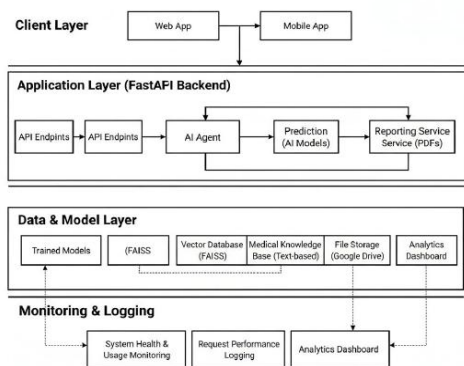 Client Layer
Web App
Mobile App
Application Layer (FastAPI Backend)
API Endpints
API Endpints
AI Agent
Prediction
(AI Models)
Reporting Service
Service (PDFs)
Data & Model Layer
Trained Models
(FAISS
Vector Database
(FAISS)
Medical Knowledge
Base (Text-based)
File Storage
(Google Drive)
Analytics
Dashboard
Monitoring & Logging
System Health &
Usage Monitoring
Request Performance
Logging
Analytics Dashboard